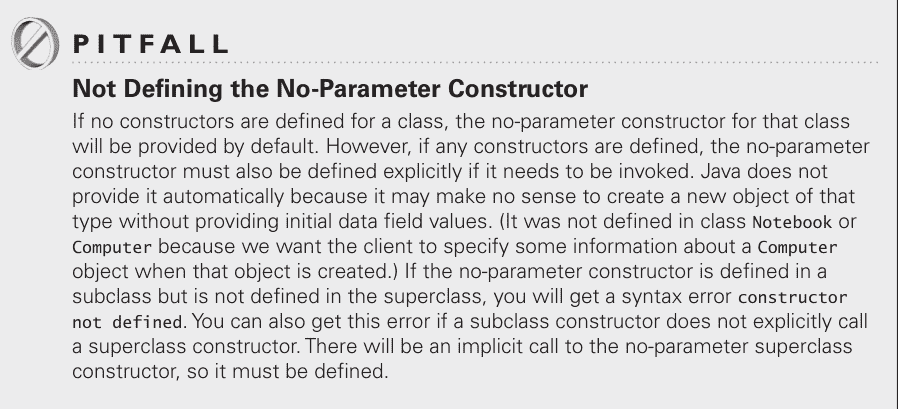 PITFALL
Not Defining the No-Parameter Constructor
If no constructors are defined for a class, the no-parameter constructor for that class
will be provided by default. However, if any constructors are defined, the no-parameter
constructor must also be defined explicitly if it needs to be invoked. Java does not
provide it automatically because it may make no sense to create a new object of that
type without providing initial data field values. (It was not defined in class Notebook or
Computer because we want the client to specify some information about a Computer
object when that object is created.) If the no-parameter constructor is defined in a
subclass but is not defined in the superclass, you will get a syntax error constructor
not defined. You can also get this error if a subclass constructor does not explicitly call
a superclass constructor. There will be an implicit call to the no-parameter superclass
constructor, so it must be defined.